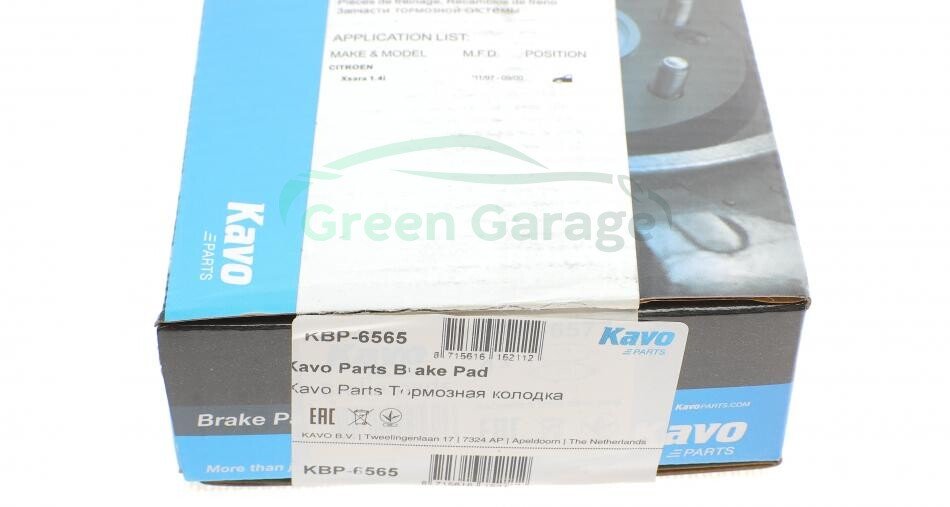 Pièces de freinage, Recambios de freno
Запчасти тормозной системы
APPLICATION LIST:
MAKE & MODEL M.F.D. POSITION
CITROEN
Xsara 1.4i 11/97 - 09/00
Green Garage
Kavo
PARTS
KBP-6565
8 715616 152112
Kavo
PARTS
Kavo Parts Brake Pad
Kavo Parts Тормозная колодка
EAC
KAVO B.V. | Tweelingenlaan 17 | 7324 AP | Apeldoorn | The Netherlands
KBP-6565
Brake
More than
KavoPARTS.COM
Kavo
PARTS